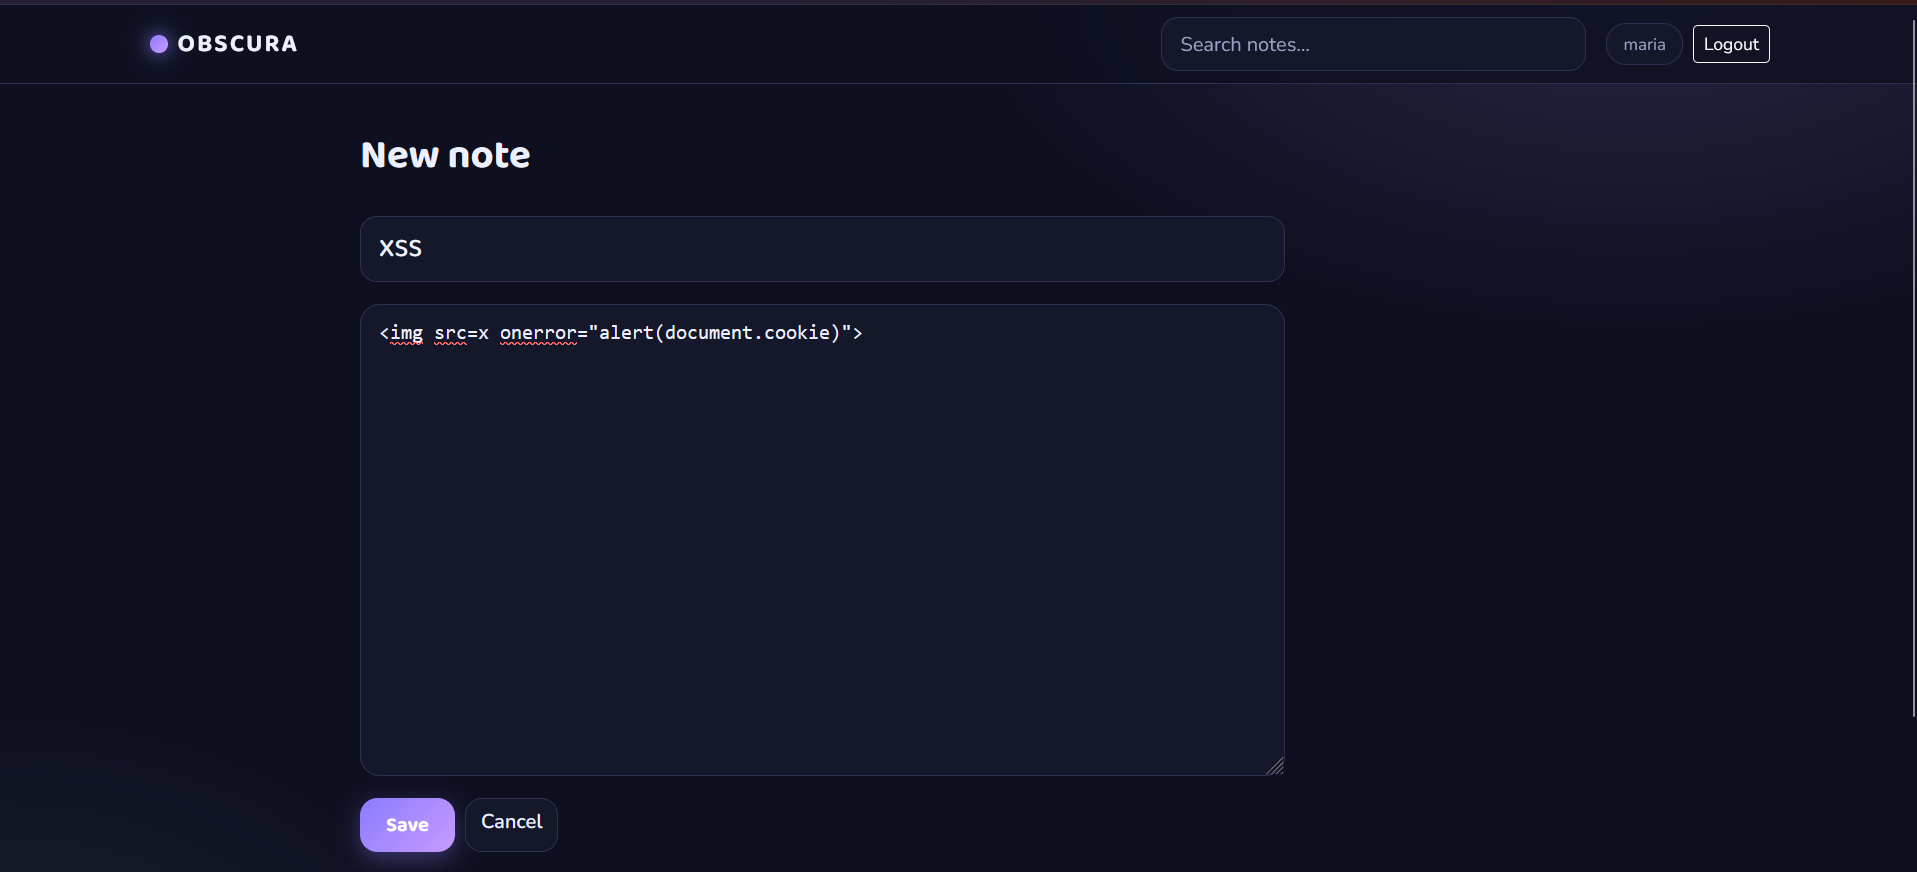 OBSCURA
Search notes...
maria
Logout
New note
XSS
<img src=x onerror="alert(document.cookie)">
Save
Cancel